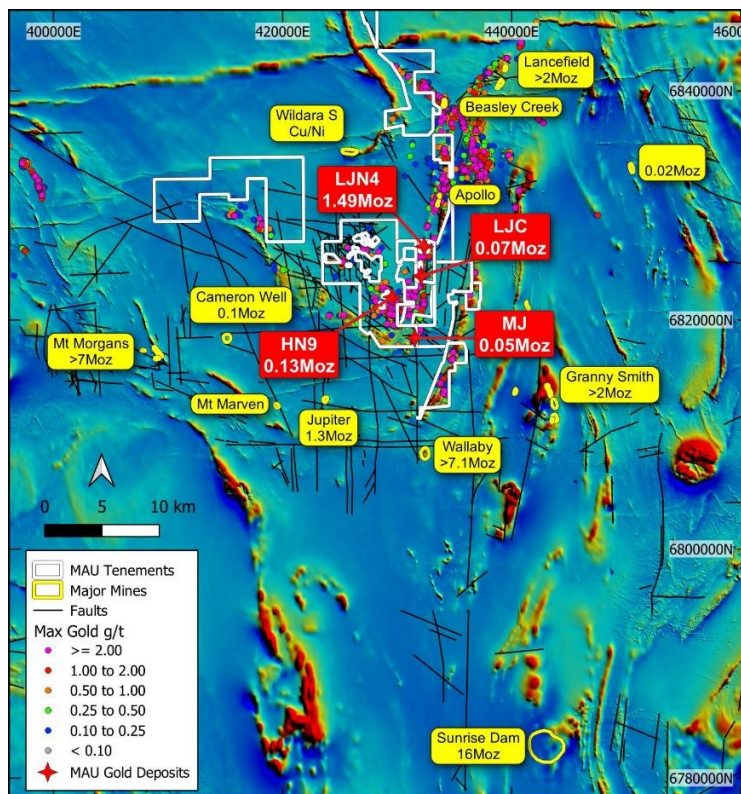 400000E
420000E
440000E
4600
Lancefield
>2Moz
6840000N
Beasley Creek
Wildara S
Cu/Ni
0.02Moz
LJN4
1.49Moz
Apollo
LJC
0.07Moz
Cameron Well
0.1Moz
6820000N
MJ
0.05Moz
Mt Morgans
>7Moz
HN9
0.13Moz
Granny Smith
>2Moz
Mt Marven
Jupiter
1.3Moz
Wallaby
>7.1Moz
0 5 10 km
6800000N
MAU Tenements
Major Mines
Faults
Max Gold g/t
>= 2.00
1.00 to 2.00
0.50 to 1.00
0.25 to 0.50
0.10 to 0.25
< 0.10
MAU Gold Deposits
Sunrise Dam
16Moz
6780000N